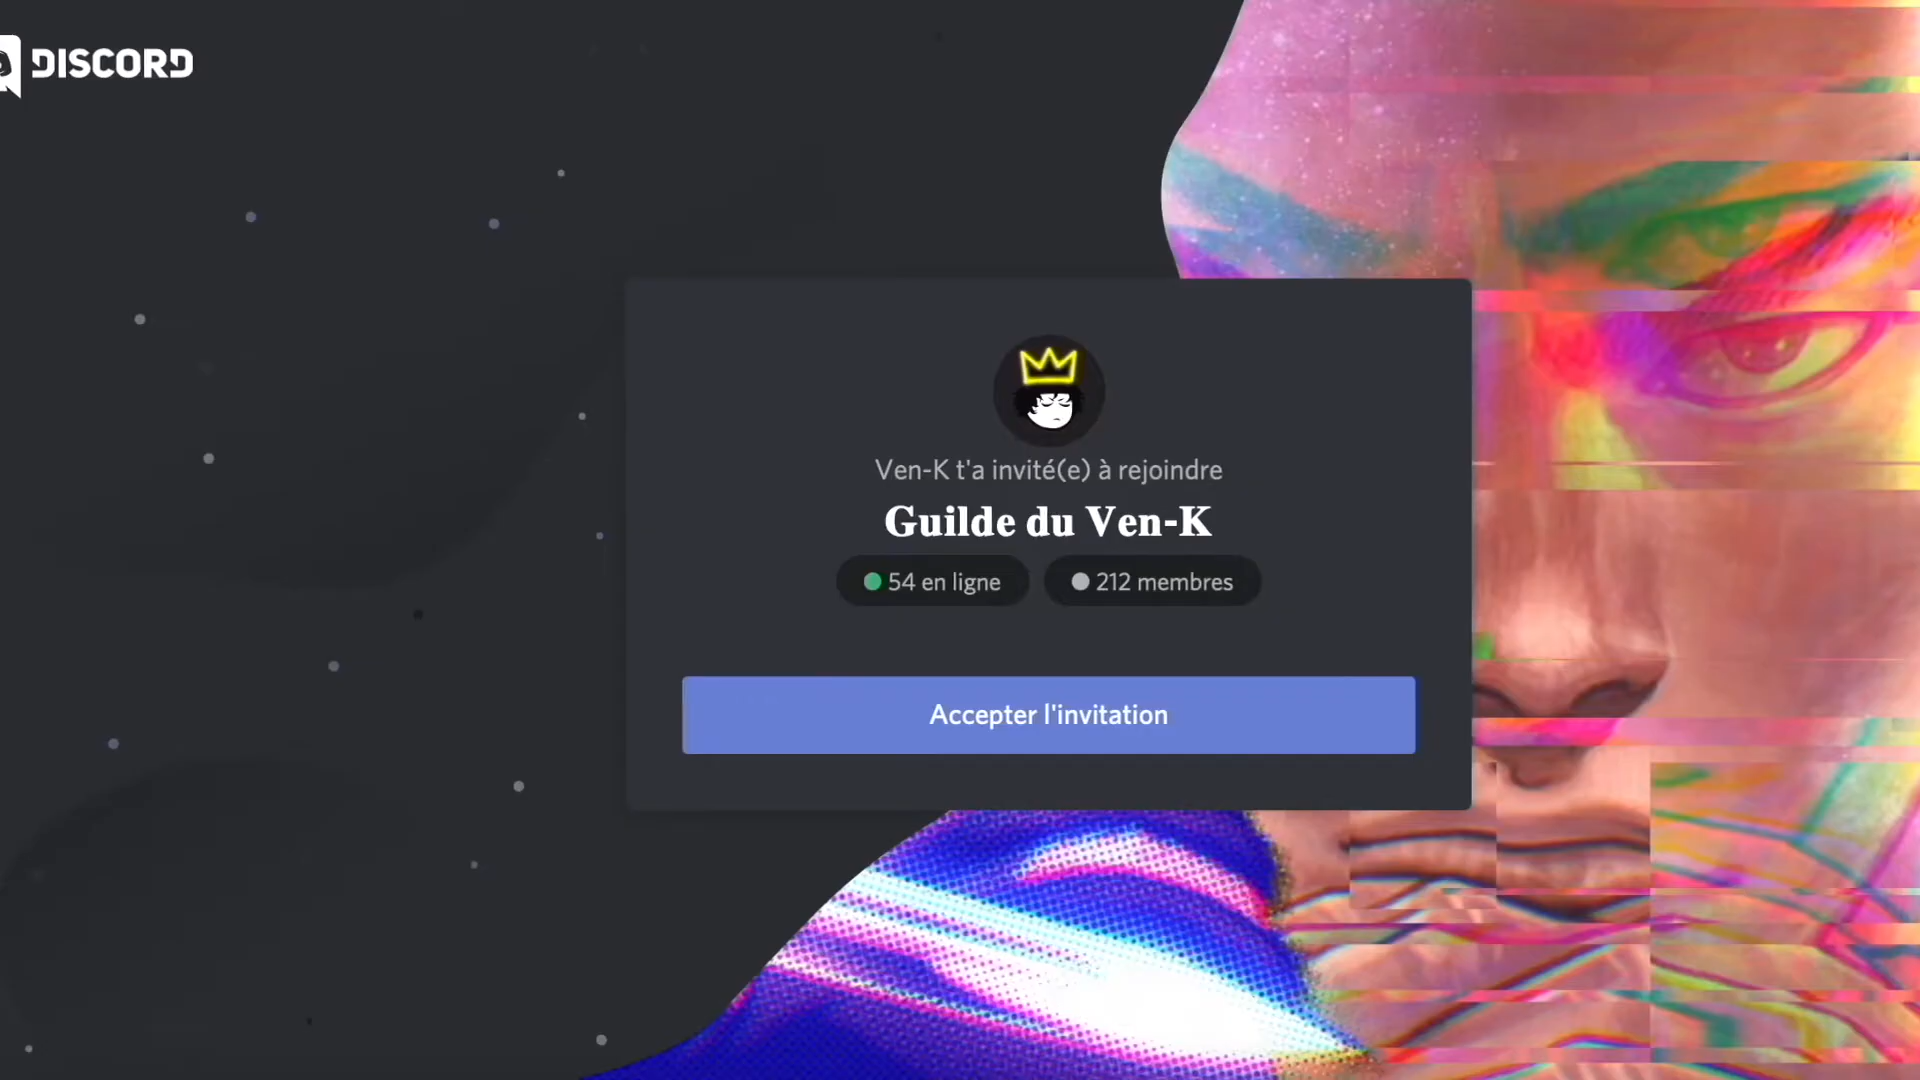 DISCORD
Ven-K t'a invité(e) à rejoindre
Guilde du Ven-K
54 en ligne
212 membres
Accepter l'invitation